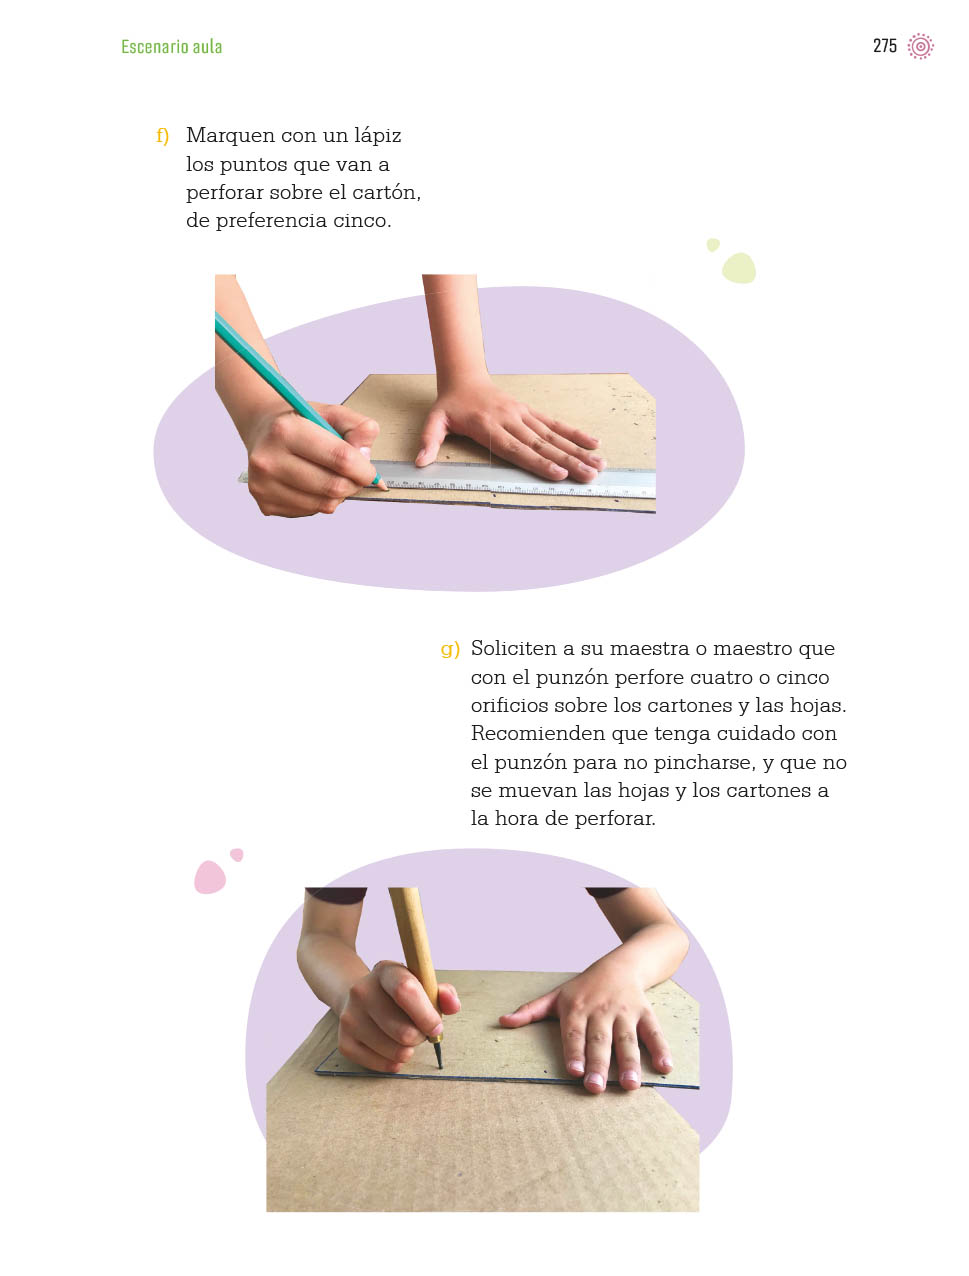 Escenario aula
275
f) Marquen con un lápiz
los puntos que van a
perforar sobre el cartón,
de preferencia cinco.
g) Soliciten a su maestra o maestro que
con el punzón perfore cuatro o cinco
orificios sobre los cartones y las hojas.
Recomienden que tenga cuidado con
el punzón para no pincharse, y que no
se muevan las hojas y los cartones a
la hora de perforar.